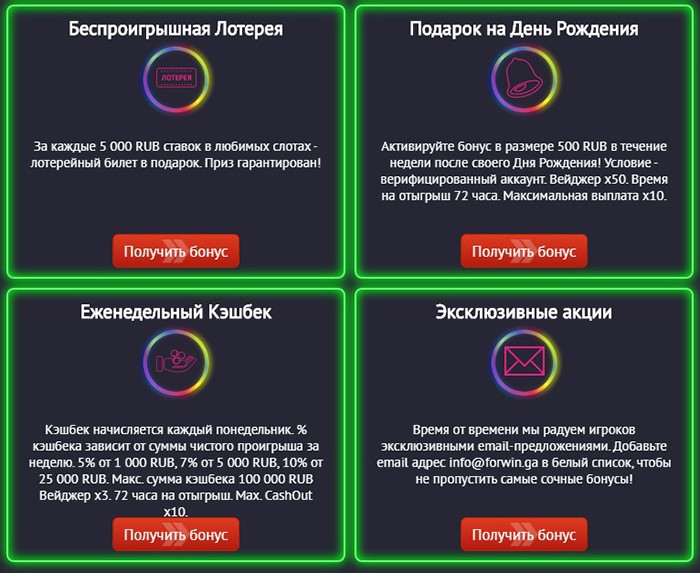 Беспроигрышная Лотерея
ЛОТЕРЕЯ
За каждые 5 000 RUB ставок в любимых слотах -
лотерейный билет в подарок. Приз гарантирован!
Получить бонус
Подарок на День Рождения
Активируйте бонус в размере 500 RUB в течение
недели после своего Дня Рождения! Условие -
верифицированный аккаунт. Вейджер x50. Время
на отыгрыш 72 часа. Максимальная выплата x10.
Получить бонус
Еженедельный Кэшбек
Кэшбек начисляется каждый понедельник. %
кэшбека зависит от суммы чистого проигрыша за
неделю. 5% от 1 000 RUB, 7% от 5 000 RUB, 10% от
25 000 RUB. Макс. сумма кэшбека 100 000 RUB
Вейджер x3. 72 часа на отыгрыш. Max. CashOut
x10.
Получить бонус
Эксклюзивные акции
Время от времени мы радуем игроков
эксклюзивными email-предложениями. Добавьте
email адрес info@forwin.ga в белый список, чтобы
не пропустить самые сочные бонусы!
Получить бонус